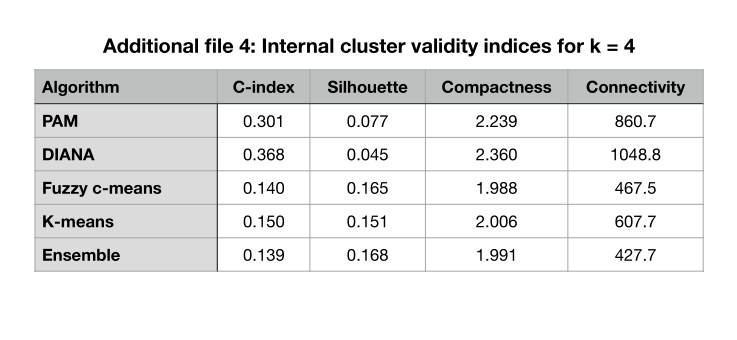 Additional file 4: Internal cluster validity indices for k = 4
Algorithm C-index Silhouette Compactness Connectivity
PAM 0.301 0.077 2.239 860.7
DIANA 0.368 0.045 2.360 1048.8
Fuzzy c-means 0.140 0.165 1.988 467.5
K-means 0.150 0.151 2.006 607.7
Ensemble 0.139 0.168 1.991 427.7